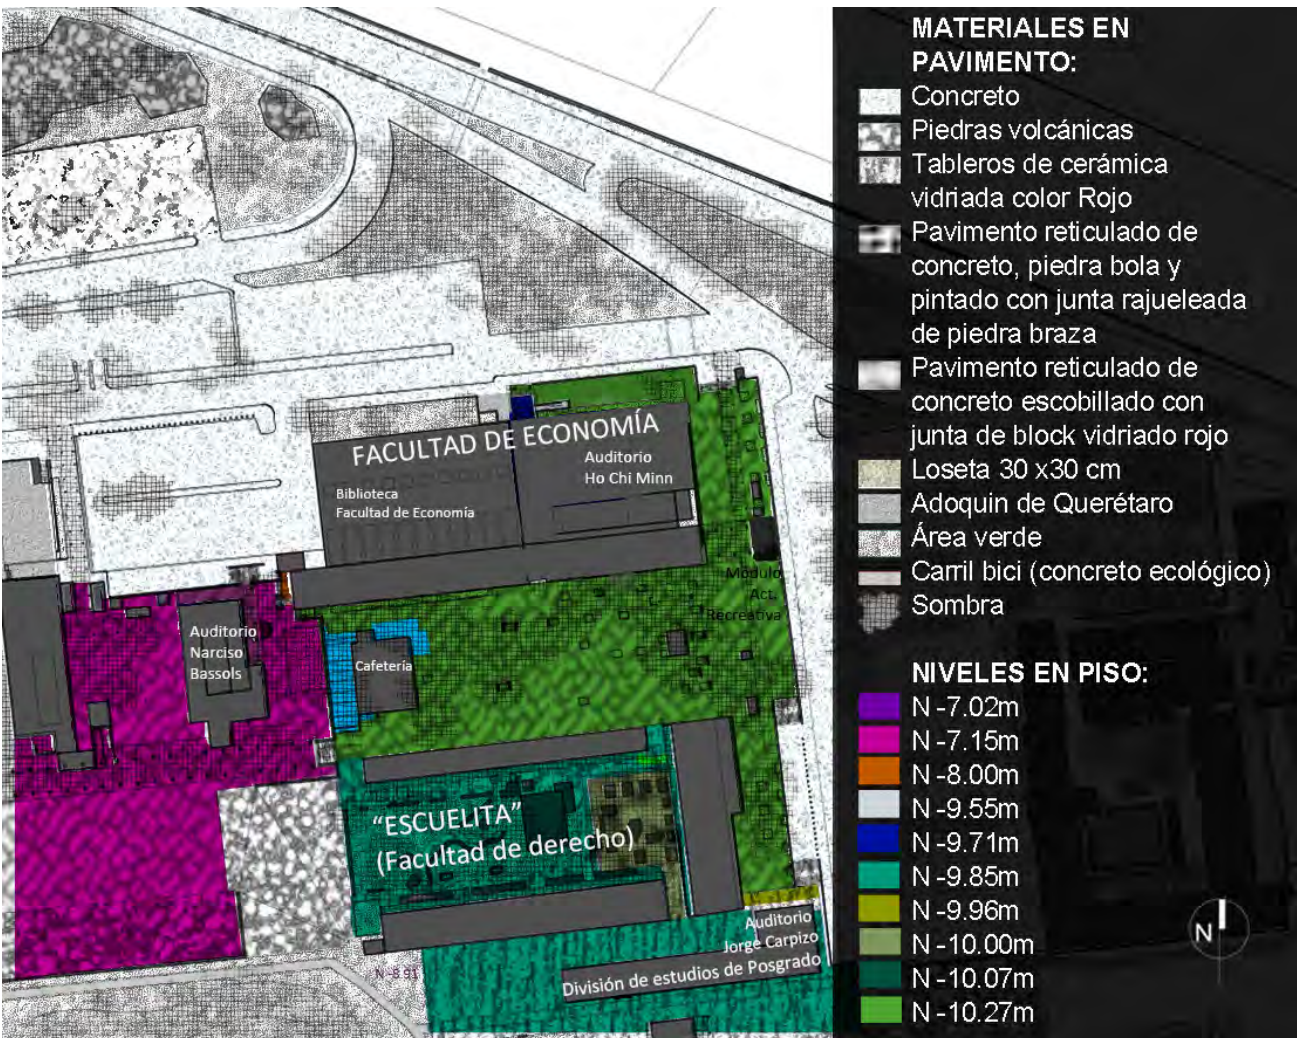 FACULTAD DE ECONOMÍA
Auditorio
Ho Chi Minn
Biblioteca
Facultad de Economía
Módulo
Act.
Recreativa
Auditorio
Narciso
Bassols
Cafetería
“ESCUELITA”
(Facultad de derecho)
Auditorio
Jorge Carpizo
División de estudios de Posgrado
N -8.91
MATERIALES EN
PAVIMENTO:
Concreto
Piedras volcánicas
Tableros de cerámica
vidriada color Rojo
Pavimento reticulado de
concreto, piedra bola y
pintado con junta rajueleada
de piedra braza
Pavimento reticulado de
concreto escobillado con
junta de block vidriado rojo
Loseta 30 x30 cm
Adoquin de Querétaro
Área verde
Carril bici (concreto ecológico)
Sombra
NIVELES EN PISO:
N -7.02m
N -7.15m
N -8.00m
N -9.55m
N -9.71m
N -9.85m
N -9.96m
N -10.00m
N -10.07m
N -10.27m
N